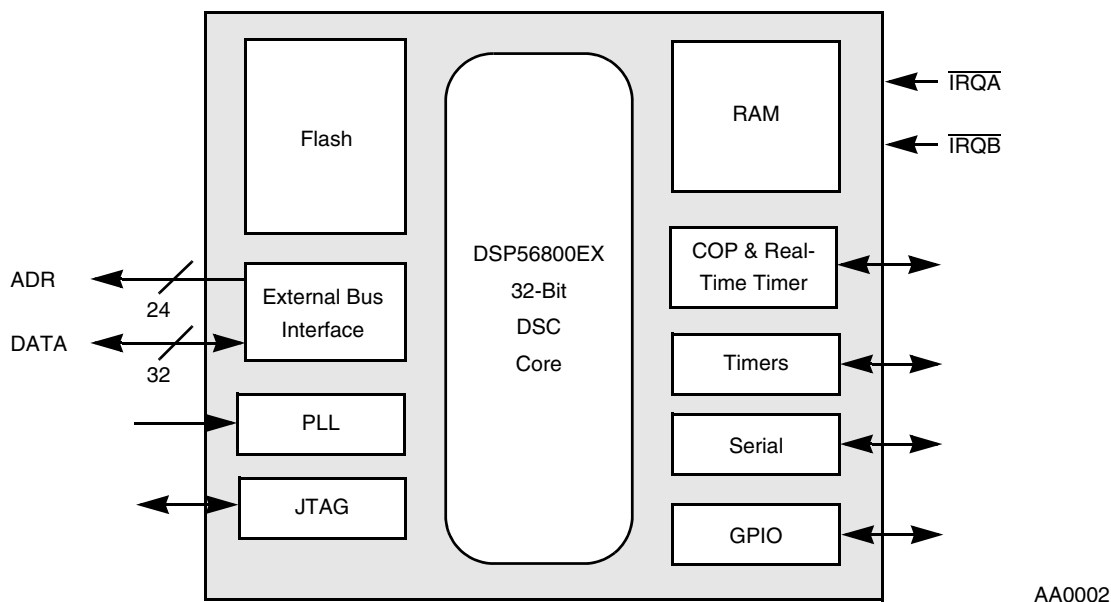 Flash
RAM
IRQA
IRQB
ADR
24
DATA
32
External Bus
Interface
DSP56800EX
32-Bit
DSC
Core
COP & Real-
Time Timer
Timers
PLL
Serial
JTAG
GPIO
AA0002